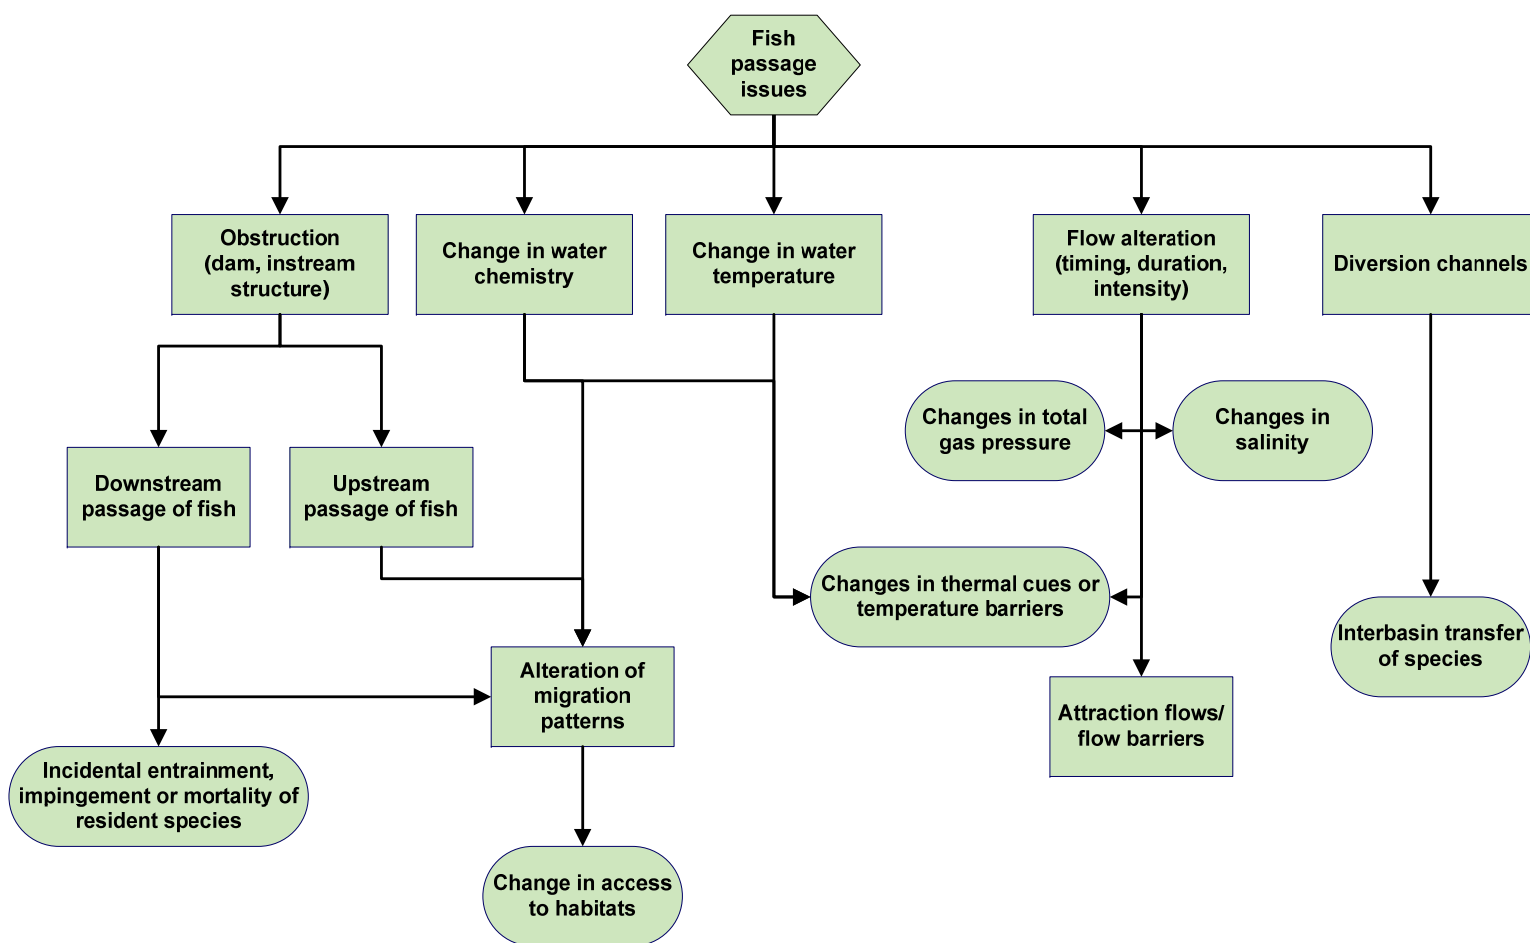 Fish
passage
issues
Obstruction
(dam, instream
structure)
Change in water
chemistry
Change in water
temperature
Flow alteration
(timing, duration,
intensity)
Diversion channels
Changes in total
gas pressure
Changes in
salinity
Downstream
passage of fish
Upstream
passage of fish
Changes in thermal cues or
temperature barriers
Interbasin transfer
of species
Alteration of
migration
patterns
Attraction flows/
flow barriers
Incidental entrainment,
impingement or mortality of
resident species
Change in access
to habitats